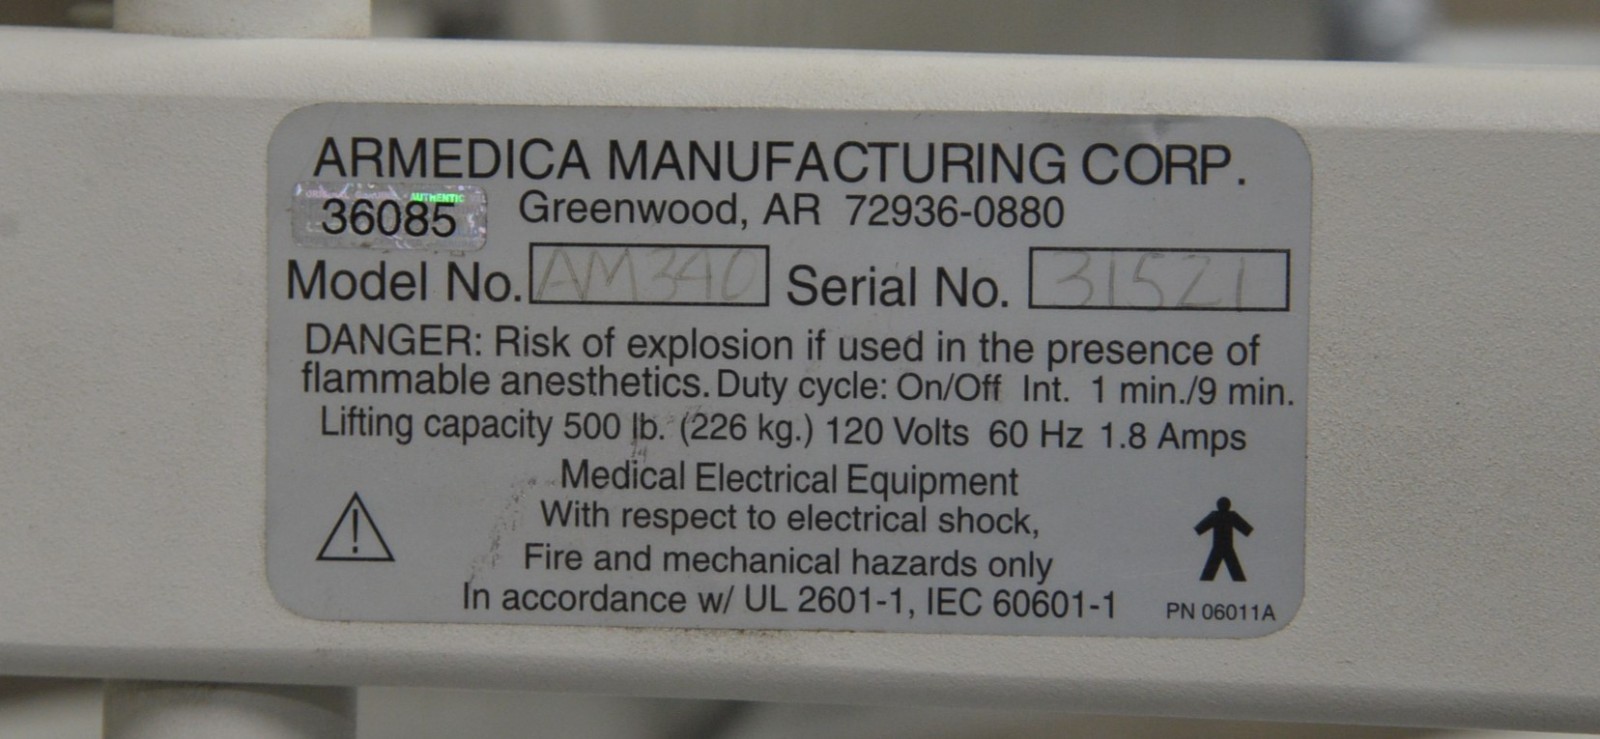 ARMEDICA MANUFACTURING CORP.
AUTHENTIC
36085 Greenwood, AR 72936-0880
Model No. AM340 Serial No. 31521
DANGER: Risk of explosion if used in the presence of
flammable anesthetics. Duty cycle: On/Off Int. 1 min./9 min.
Lifting capacity 500 lb. (226 kg.) 120 Volts 60 Hz 1.8 Amps
Medical Electrical Equipment
With respect to electrical shock,
Fire and mechanical hazards only
In accordance w/ UL 2601-1, IEC 60601-1
PN 06011A